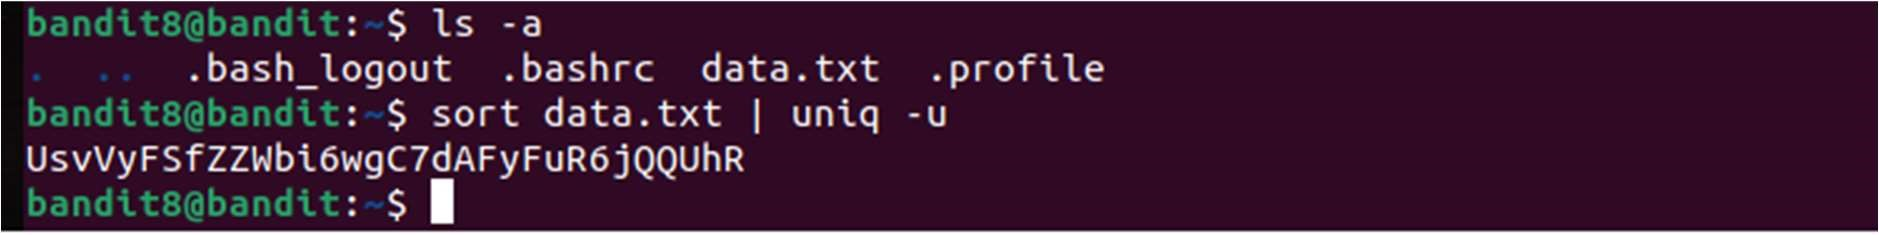 bandit8@bandit:~$ ls -a
.  ..  .bash_logout  .bashrc  data.txt  .profile
bandit8@bandit:~$ sort data.txt | uniq -u
UsvVyFSfZZWbi6wgC7dAFyFuR6jQQUhR
bandit8@bandit:~$